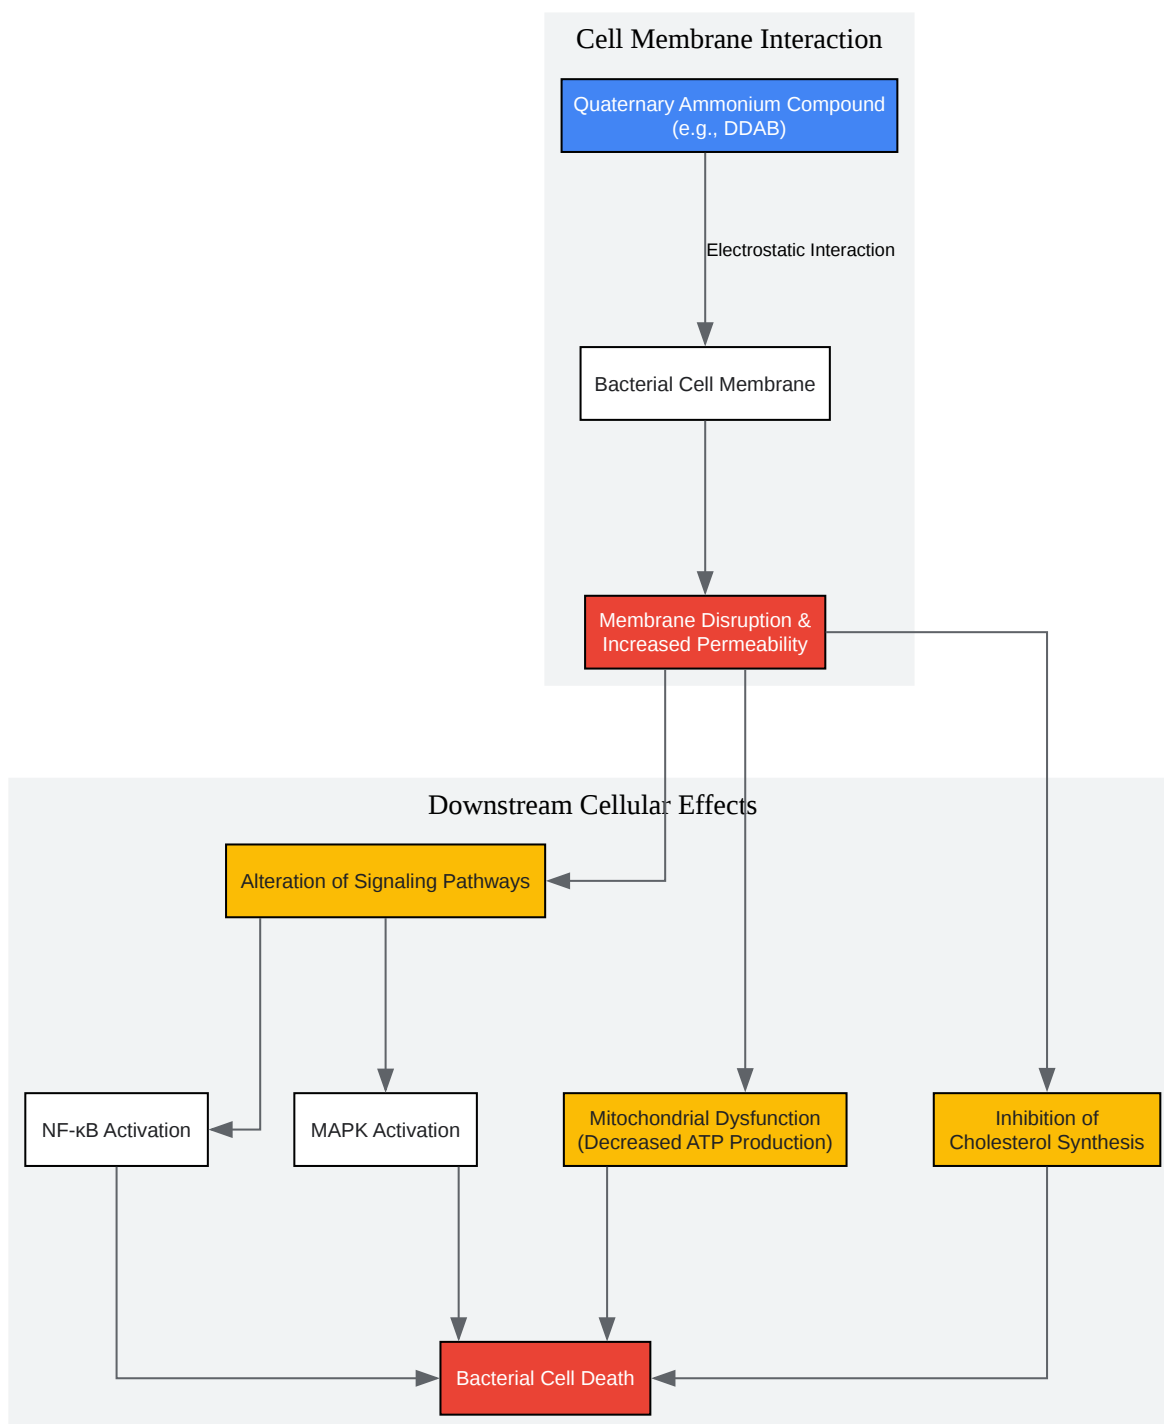 Cell Membrane Interaction
Quaternary Ammonium Compound
(e.g., DDAB)
Electrostatic Interaction
Bacterial Cell Membrane
Membrane Disruption &
Increased Permeability
Downstream Cellular Effects
Alteration of Signaling Pathways
NF-κB Activation
MAPK Activation
Mitochondrial Dysfunction
(Decreased ATP Production)
Inhibition of
Cholesterol Synthesis
Bacterial Cell Death